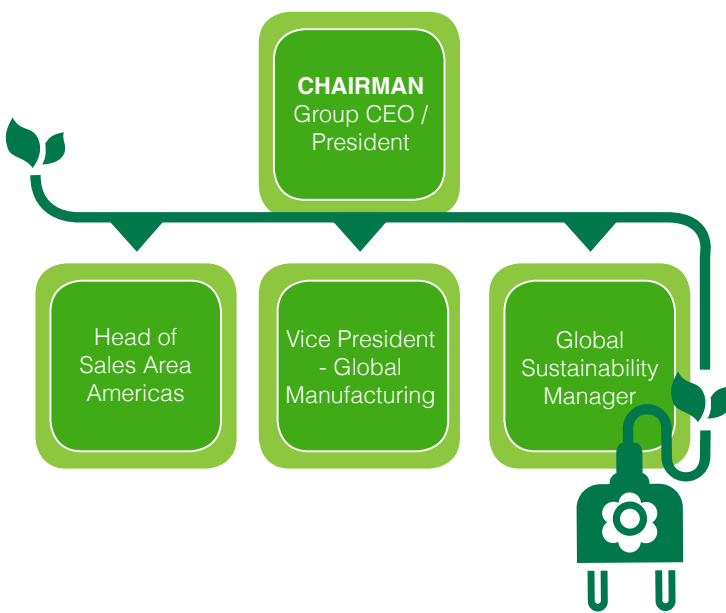 CHAIRMAN
Group CEO /
President
Head of
Sales Area
Americas
Vice President
- Global
Manufacturing
Global
Sustainability
Manager